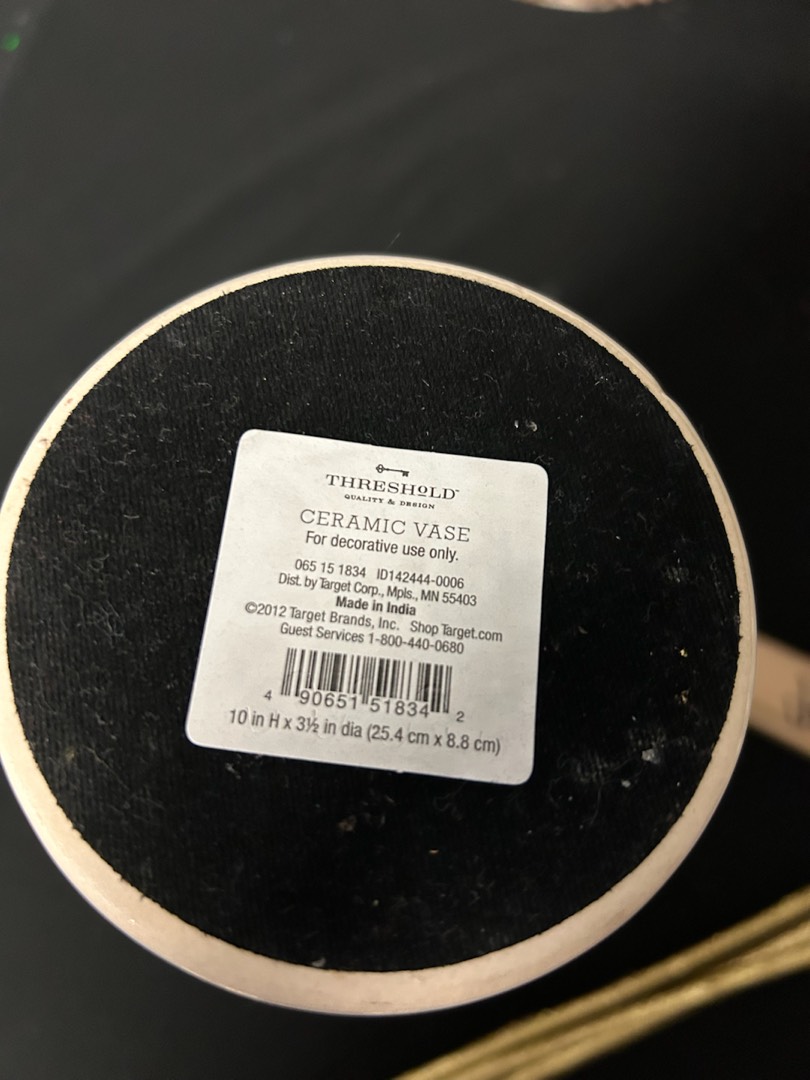 THRESHOLD™
QUALITY & DESIGN
CERAMIC VASE
For decorative use only.
065 15 1834 ID142444-0006
Dist. by Target Corp., Mpls., MN 55403
Made in India
©2012 Target Brands, Inc. Shop Target.com
Guest Services 1-800-440-0680
4 90651 51834 2
10 in H x 3½ in dia (25.4 cm x 8.8 cm)